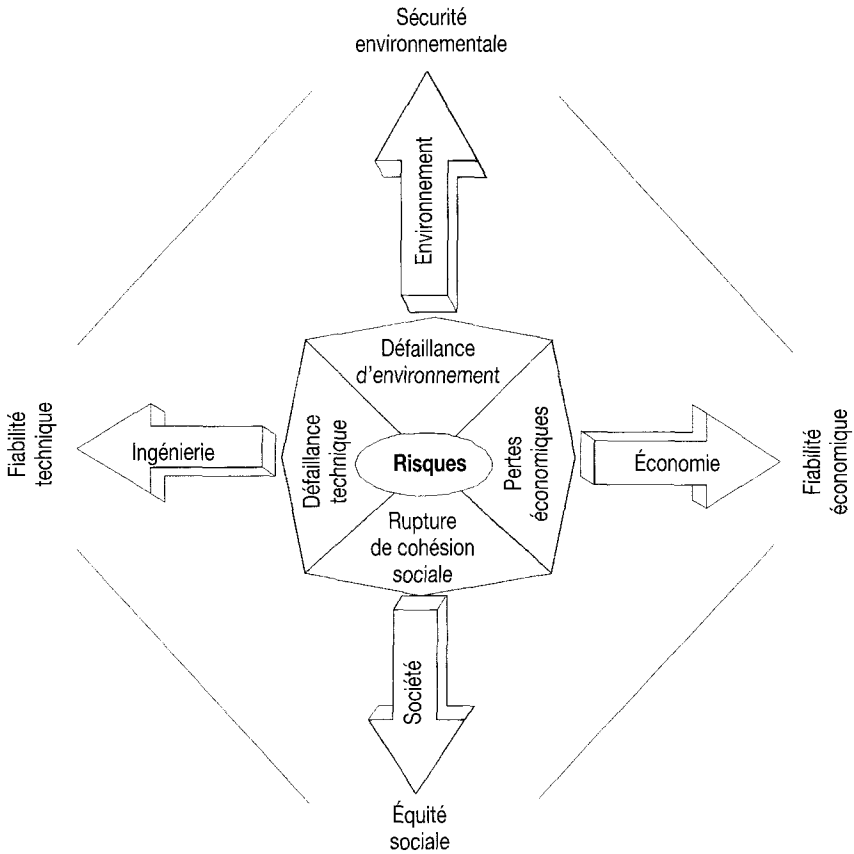 Sécurité
environnementale
Environnement
Défaillance
d'environnement
Fiabilité
technique
Ingénierie
Défaillance
technique
Risques
Pertes
économiques
Économie
Fiabilité
économique
Rupture
de cohésion
sociale
Société
Équité
sociale